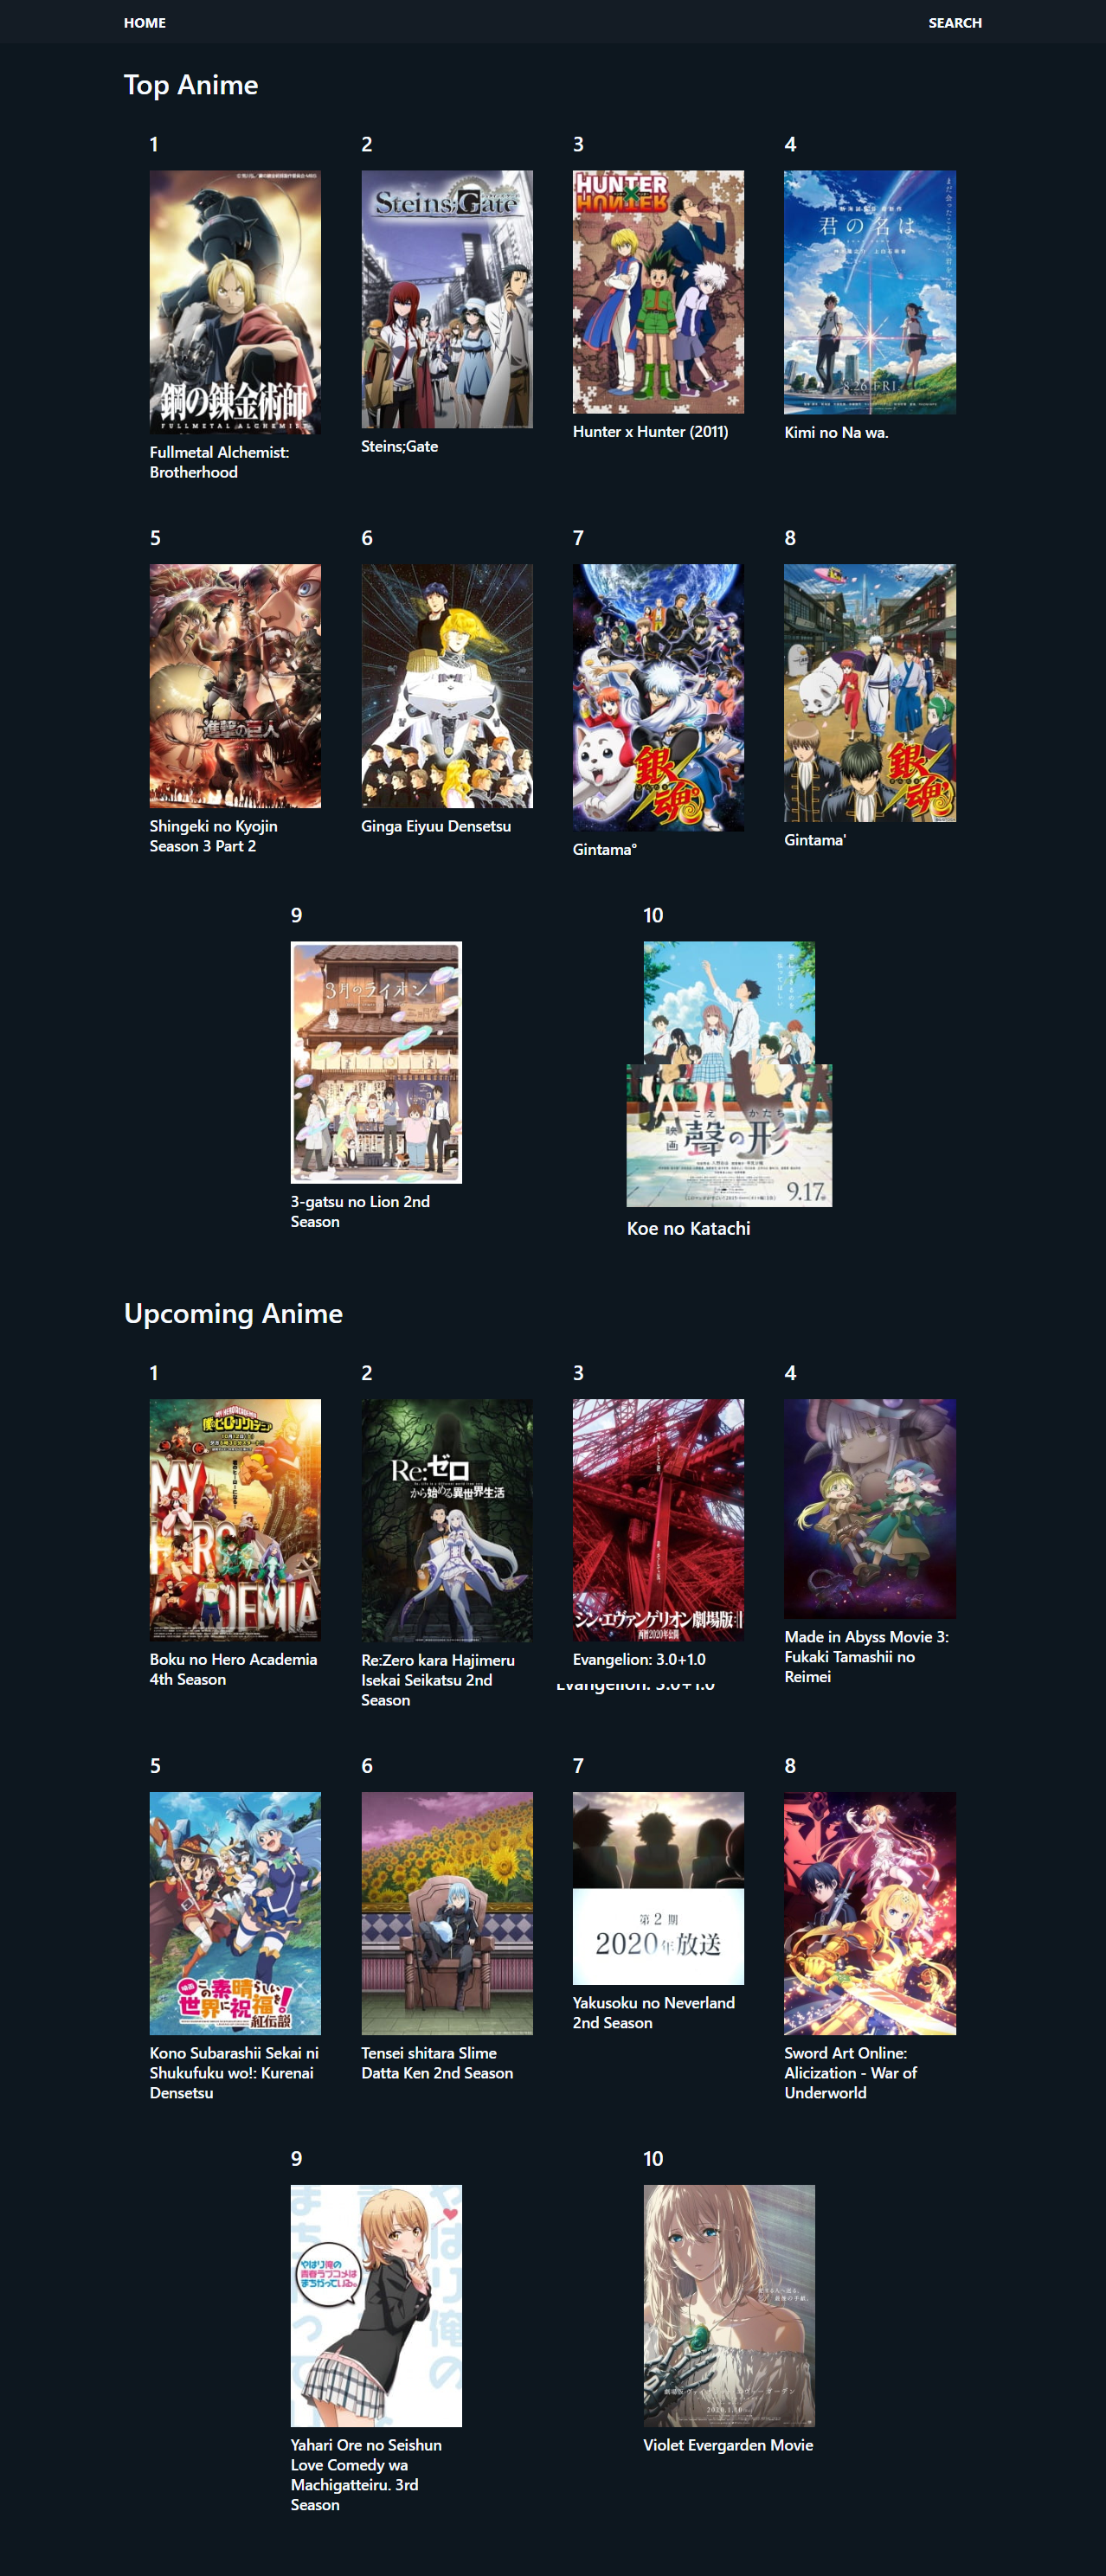 HOME
SEARCH
Top Anime
1
鋼の錬金術師
FULLMETAL ALCHEMIST
Fullmetal Alchemist:
Brotherhood
2
Steins;Gate
Steins;Gate
3
HUNTER
HUNTER
Hunter x Hunter (2011)
4
君の名は
8.26.FRI
Kimi no Na wa.
5
進撃の巨人
Shingeki no Kyojin
Season 3 Part 2
6
Ginga Eiyuu Densetsu
7
銀魂
Gintama°
8
銀魂
Gintama'
9
3月のライオン
3-gatsu no Lion 2nd
Season
10
こえ かたち
映画
聲の形
9.17
Koe no Katachi
Upcoming Anime
1
MY HERO ACADEMIA
MY
HERO
DEMIA
Boku no Hero Academia
4th Season
2
Re:ゼロ
から始める異世界生活
Re:Zero kara Hajimeru
Isekai Seikatsu 2nd
Season
3
シン・エヴァンゲリオン劇場版
Evangelion: 3.0+1.0
Evangelion: 3.0+1.0
4
Made in Abyss Movie 3:
Fukaki Tamashii no
Reimei
5
映画
この素晴らしい
世界に祝福を!
紅伝説
Kono Subarashii Sekai ni
Shukufuku wo!: Kurenai
Densetsu
6
Tensei shitara Slime
Datta Ken 2nd Season
7
第2期
2020年放送
Yakusoku no Neverland
2nd Season
8
Sword Art Online:
Alicization - War of
Underworld
9
やはり俺の
青春ラブコメは
まちがっている。
Yahari Ore no Seishun
Love Comedy wa
Machigatteiru. 3rd
Season
10
Violet Evergarden Movie